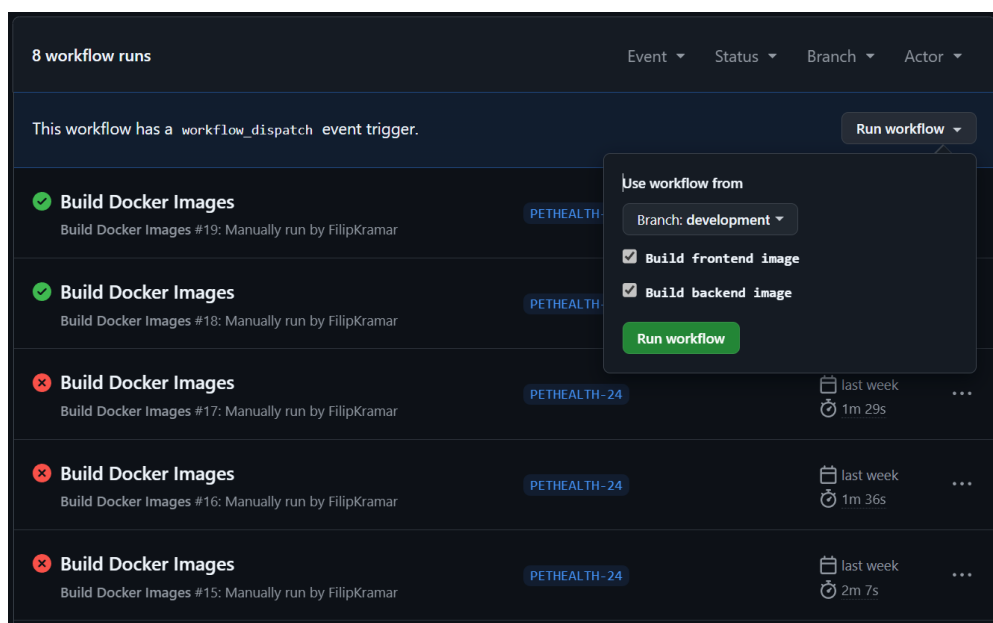 8 workflow runs
Event Status Branch Actor
This workflow has a workflow_dispatch event trigger.
Run workflow
Use workflow from
Branch: development
Build frontend image
Build backend image
Run workflow
Build Docker Images
Build Docker Images #19: Manually run by FilipKramar
PETHEALTH-
Build Docker Images
Build Docker Images #18: Manually run by FilipKramar
PETHEALTH-
Build Docker Images
Build Docker Images #17: Manually run by FilipKramar
PETHEALTH-24
last week
1m 29s
Build Docker Images
Build Docker Images #16: Manually run by FilipKramar
PETHEALTH-24
last week
1m 36s
Build Docker Images
Build Docker Images #15: Manually run by FilipKramar
PETHEALTH-24
last week
2m 7s